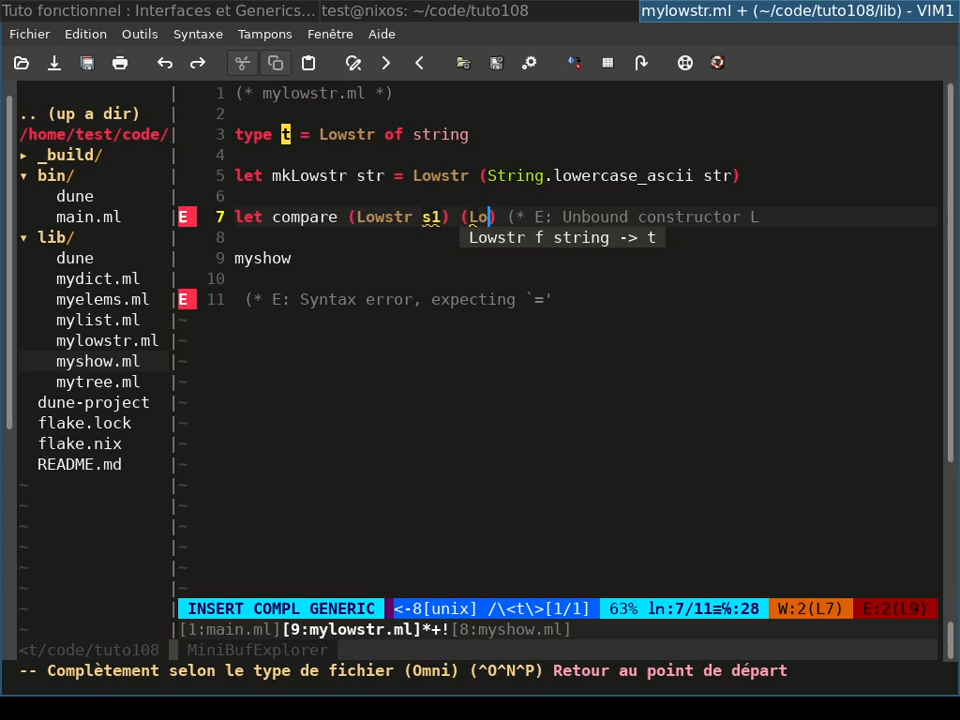 Tuto fonctionnel : Interfaces et Generics... test@nixos: ~/code/tuto108 mylowstr.ml + (~/code/tuto108/lib) - VIM1
Fichier Edition Outils Syntaxe Tampons Fenêtre Aide
1 (* mylowstr.ml *)
.. (up a dir) 2
/home/test/code/ 3 type t = Lowstr of string
▸ _build/ 4
▾ bin/ 5 let mkLowstr str = Lowstr (String.lowercase_ascii str)
dune 6
main.ml E 7 let compare (Lowstr s1) (Lo) (* E: Unbound constructor L
▾ lib/ 8 Lowstr f string -> t
dune 9 myshow
mydict.ml 10
myelems.ml E 11 (* E: Syntax error, expecting `='
mylist.ml ~
mylowstr.ml ~
myshow.ml ~
mytree.ml ~
dune-project ~
flake.lock ~
flake.nix ~
README.md ~
~ ~
~ ~
~ ~
~ ~
~ ~
~ ~
~ INSERT COMPL GENERIC <-8[unix] /\<t\>[1/1] 63% ln:7/11≡%:28 W:2(L7) E:2(L9)
~ [1:main.ml][9:mylowstr.ml]*+![8:myshow.ml]
<t/code/tuto108 MiniBufExplorer
-- Complètement selon le type de fichier (Omni) (^O^N^P) Retour au point de départ